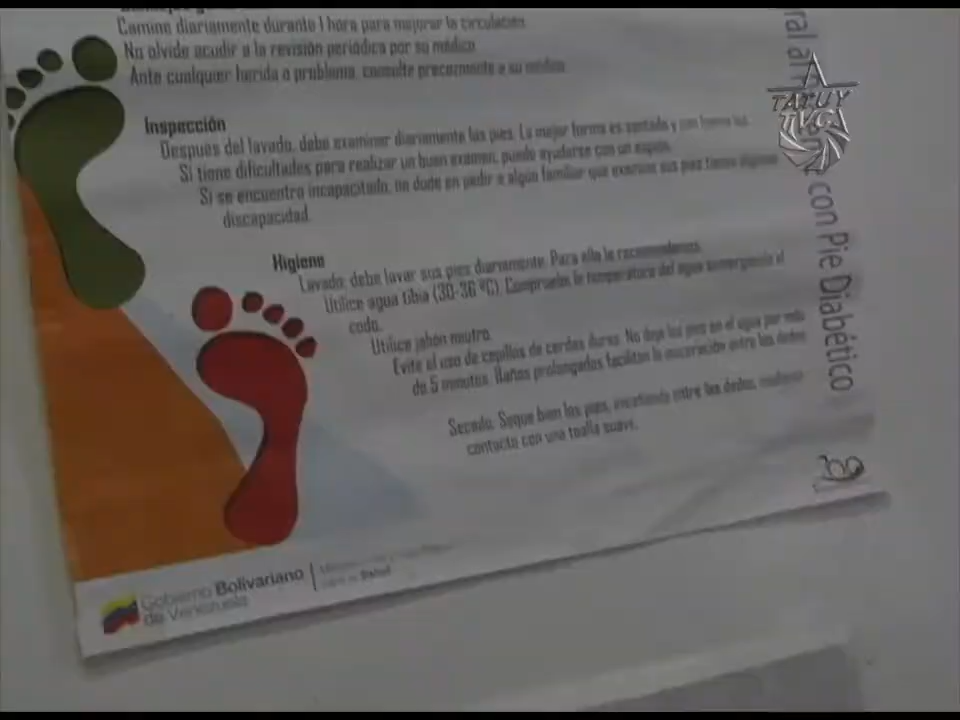 Camine diariamente durante 1 hora para mejorar la circulación.
No olvide acudir a la revisión periódica por su médico
Ante cualquier herida o problema, consulte precozmente a su médico.
Inspección
Después del lavado, debe examinar diariamente los pies. La mejor forma es sentado y con
Si tiene dificultades para realizar un buen examen, puede ayudarse con un espejo.
Si se encuentra incapacitado, no dude en pedir a algún familiar que examine sus pies
discapacidad.
Higiene
Lavado: debe lavar sus pies diariamente. Para ello le recomendamos:
Utilice agua tibia (30-36 ºC). Compruebe la temperatura del agua sumergiendo el
codo.
Utilice jabón neutro.
Evite el uso de cepillos de cerdas duras. No deje los pies en el agua por más
de 5 minutos. Baños prolongados facilitan la maceración entre los dedos
Secado: Seque bien los pies, entre los dedos,
contacto con una toalla suave.
con Pie Diabético
Gobierno Bolivariano
de Venezuela
Salud
TATUY
TVC